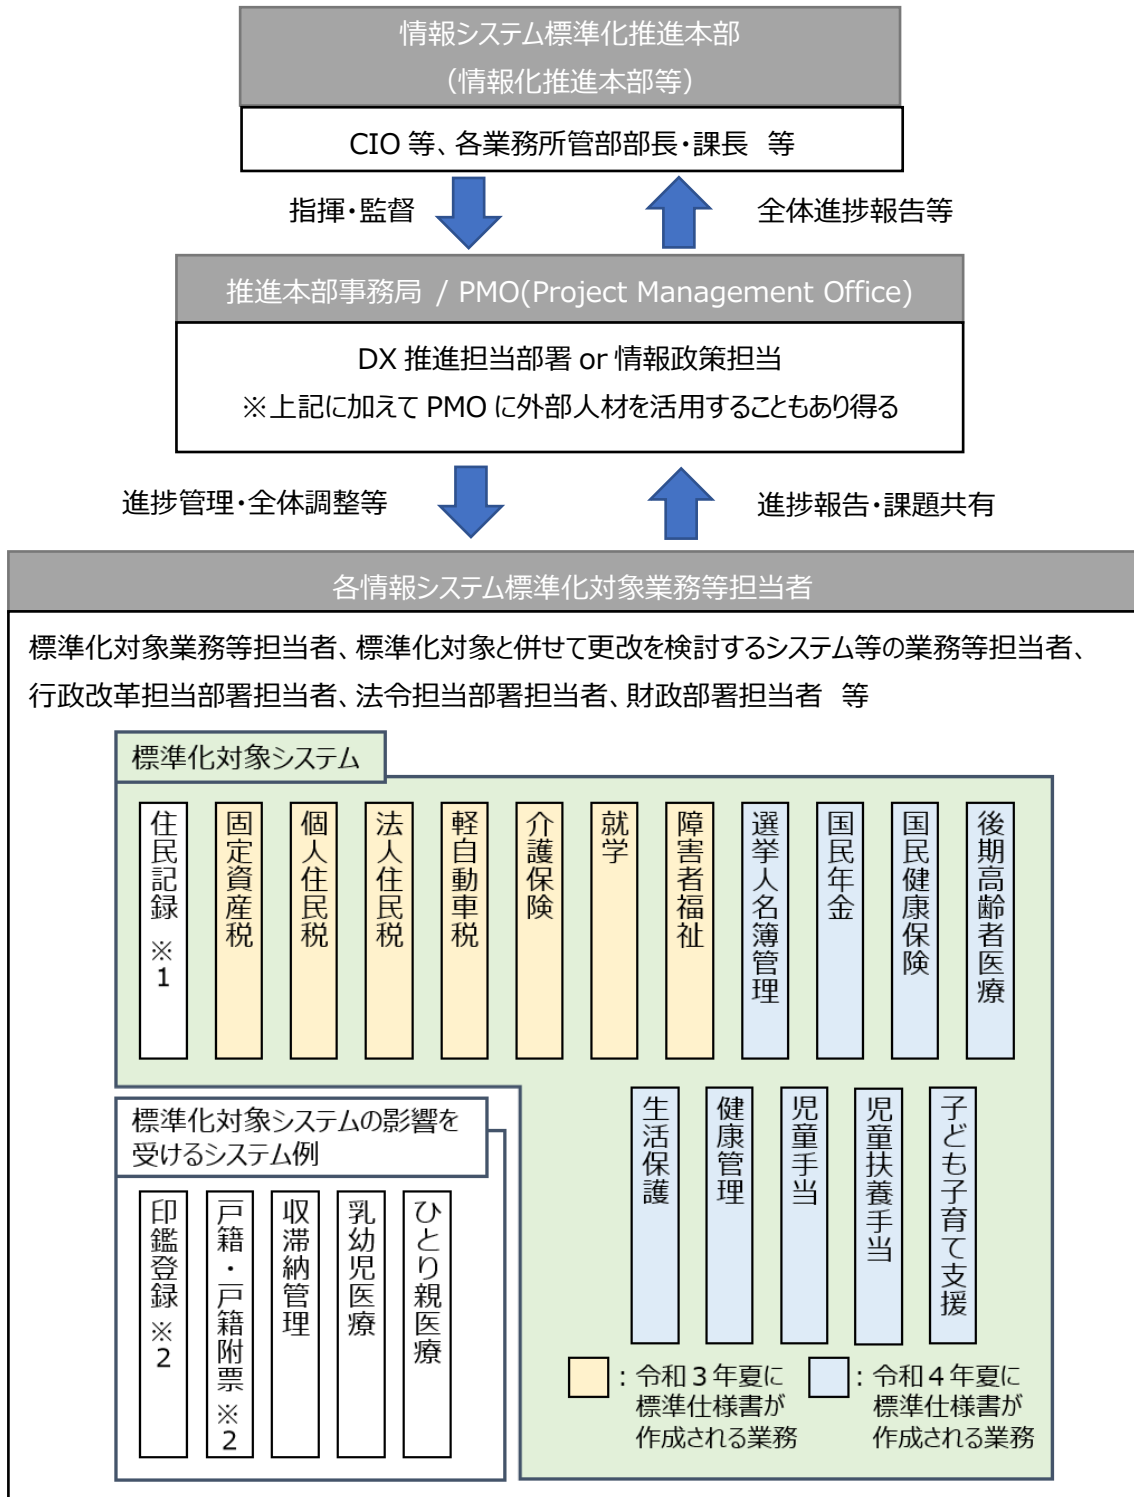 情報システム標準化推進本部
（情報化推進本部等）
CIO 等、各業務所管部部長・課長 等
指揮・監督
全体進捗報告等
推進本部事務局 / PMO(Project Management Office)
DX 推進担当部署 or 情報政策担当
※上記に加えて PMO に外部人材を活用することもあり得る
進捗管理・全体調整等
進捗報告・課題共有
各情報システム標準化対象業務等担当者
標準化対象業務等担当者、標準化対象と併せて更改を検討するシステム等の業務等担当者、
行政改革担当部署担当者、法令担当部署担当者、財政部署担当者 等
標準化対象システム
住民記録 ※1
固定資産税
個人住民税
法人住民税
軽自動車税
介護保険
就学
障害者福祉
選挙人名簿管理
国民年金
国民健康保険
後期高齢者医療
生活保護
健康管理
児童手当
児童扶養手当
子ども子育て支援
標準化対象システムの影響を
受けるシステム例
印鑑登録 ※2
戸籍・戸籍附票 ※2
収滞納管理
乳幼児医療
ひとり親医療
：令和３年夏に
標準仕様書が
作成される業務
：令和４年夏に
標準仕様書が
作成される業務